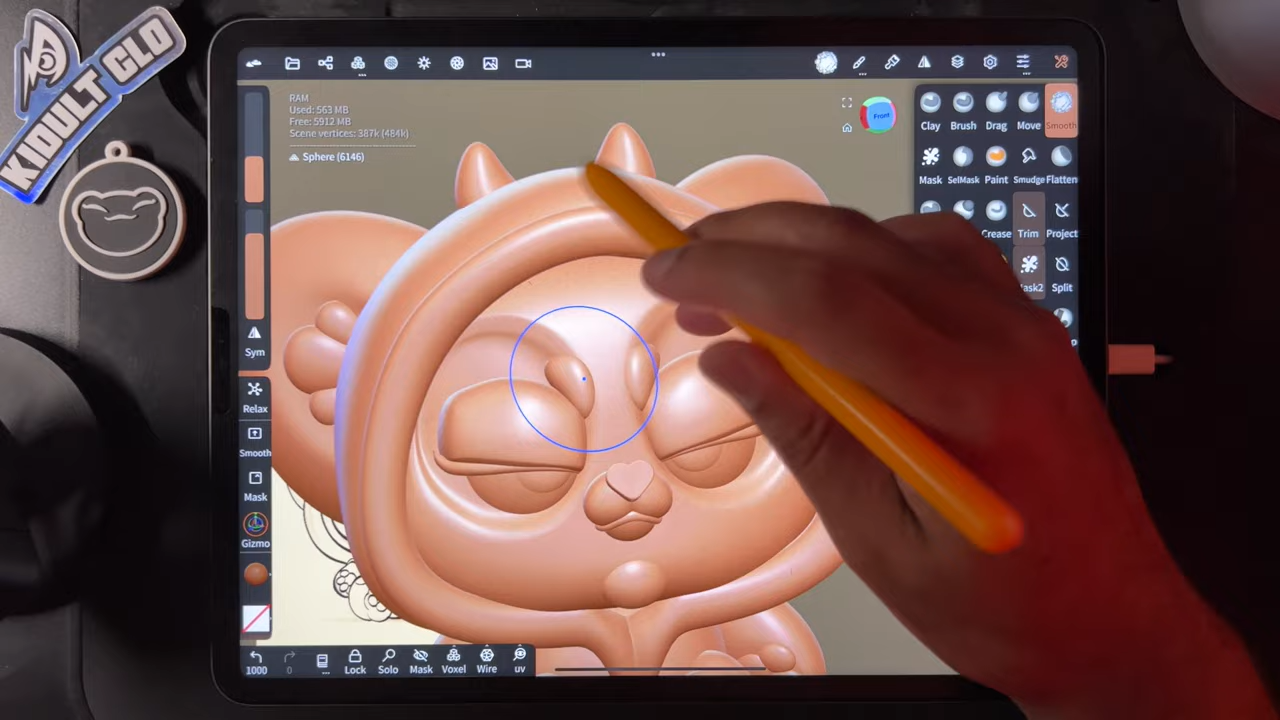 KIDULT CLO
RAM
Used: 563 MB
Free: 5912 MB
Scene vertices: 387k (484k)
Sphere (6146)
Front
Clay Brush Drag Move Smooth
Mask SelMask Paint Smudge Flatten
Crease Trim Project
Split
Sym
Relax
Smooth
Mask
Gizmo
1000 0 ... Lock Solo Mask Voxel Wire uv